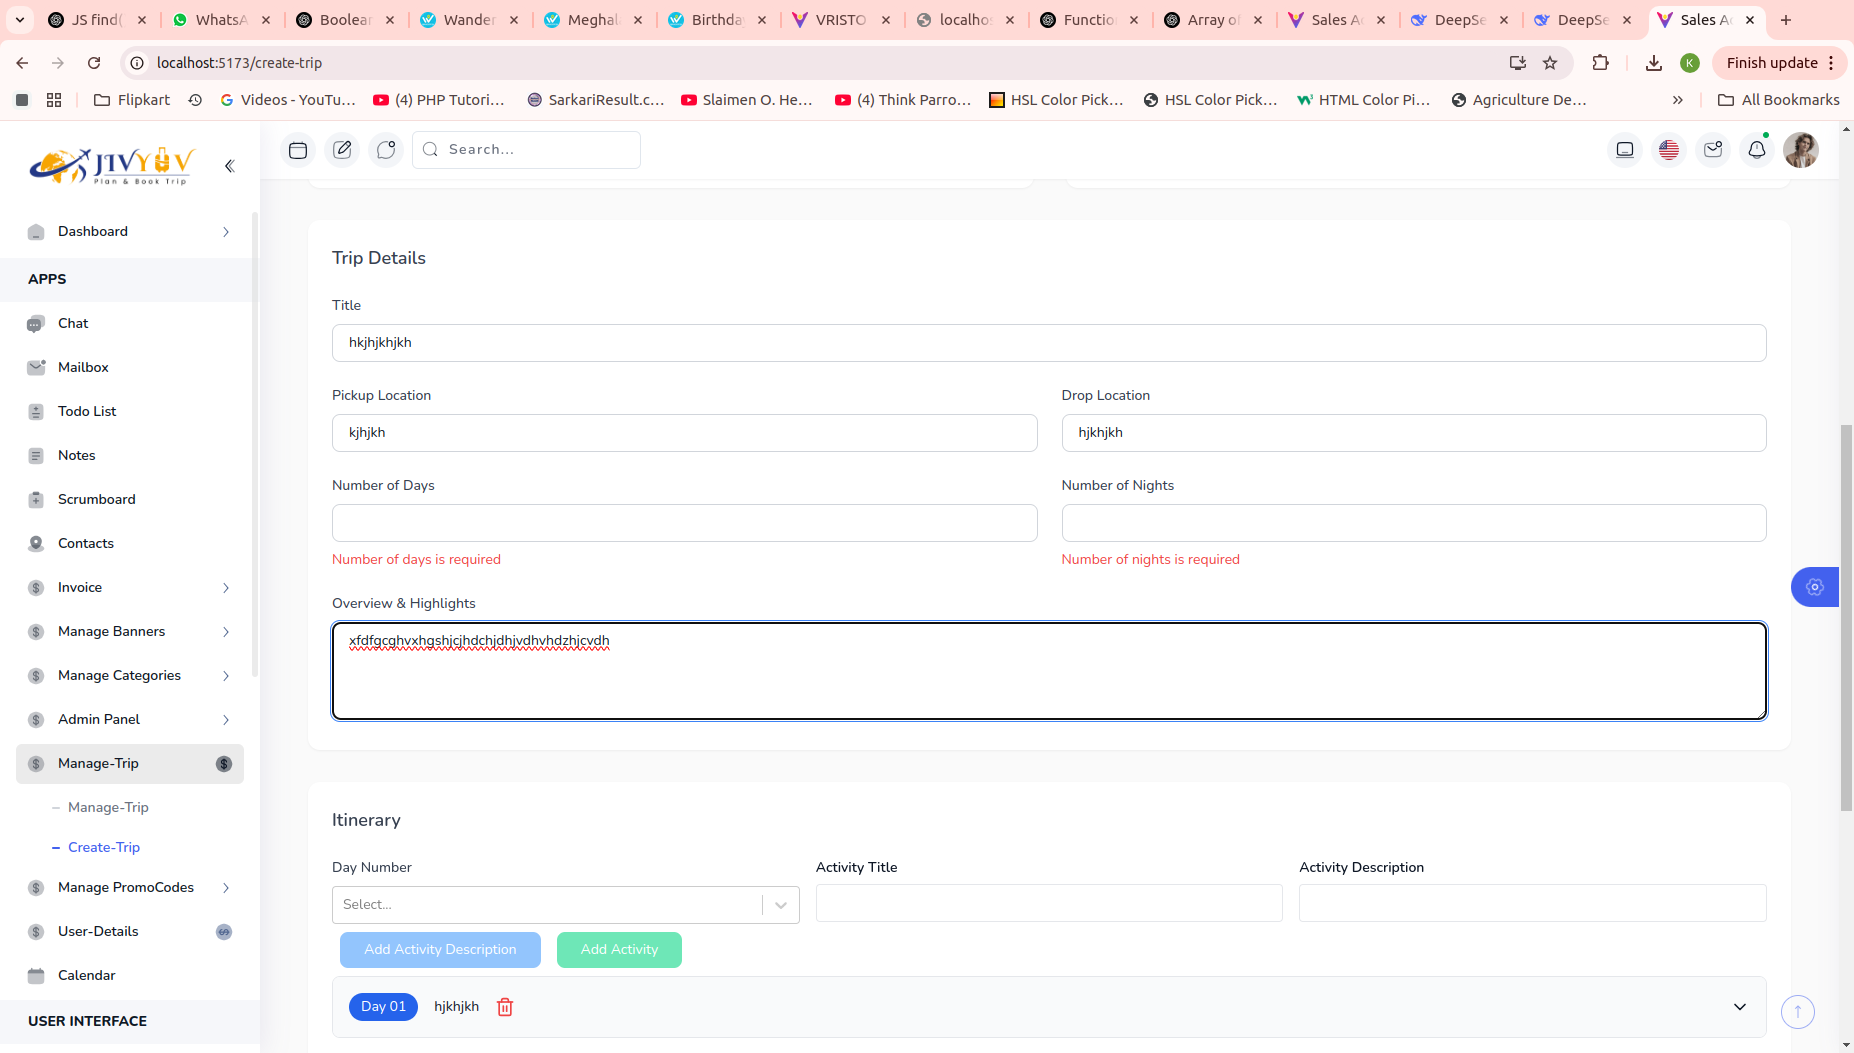 JS find(
WhatsA
Boolear
Wander
Meghal
Birthda
VRISTO
localho
Functio
Array of
Sales A
DeepSe
DeepSe
Sales A
localhost:5173/create-trip
K
Finish update
Flipkart
Videos - YouTu...
(4) PHP Tutori...
SarkariResult.c...
Slaimen O. He...
(4) Think Parro...
HSL Color Pick...
HSL Color Pick...
HTML Color Pi...
Agriculture De...
All Bookmarks
JIVYUV
Plan & Book Trip
Search...
Dashboard
APPS
Chat
Mailbox
Todo List
Notes
Scrumboard
Contacts
Invoice
Manage Banners
Manage Categories
Admin Panel
Manage-Trip
Manage-Trip
Create-Trip
Manage PromoCodes
User-Details
Calendar
USER INTERFACE
Trip Details
Title
hkjhjkhjkh
Pickup Location
Drop Location
kjhjkh
hjkhjkh
Number of Days
Number of Nights
Number of days is required
Number of nights is required
Overview & Highlights
xfdfgcghvxhgshjcjhdchjdhjvdhvhdzhjcvdh
Itinerary
Day Number
Activity Title
Activity Description
Select...
Add Activity Description
Add Activity
Day 01
hjkhjkh